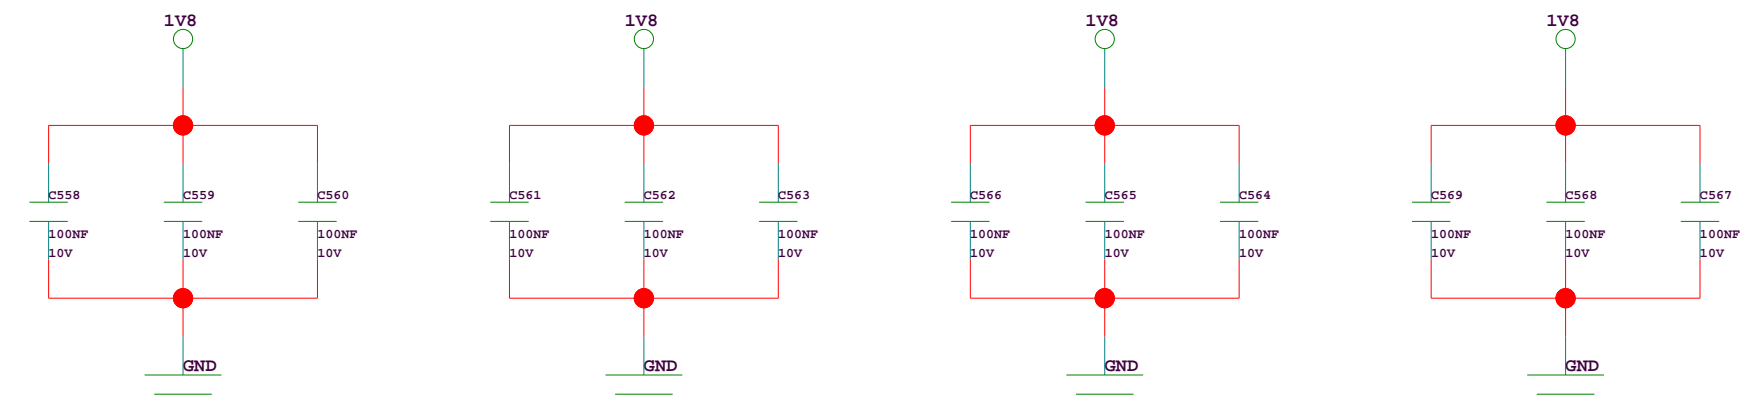 1V8 1V8 1V8 1V8
C558 C559 C560 C561 C562 C563 C566 C565 C564 C569 C568 C567
100NF 100NF 100NF 100NF 100NF 100NF 100NF 100NF 100NF 100NF 100NF 100NF
10V 10V 10V 10V 10V 10V 10V 10V 10V 10V 10V 10V
GND GND GND GND